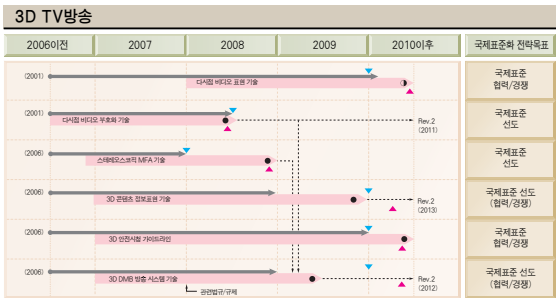 3D TV방송
2006이전 2007 2008 2009 2010이후 국제표준화 전략목표
(2001) 다시점 비디오 표현 기술 국제표준
협력/경쟁
(2001) 다시점 비디오 부호화 기술 Rev.2
(2011)
국제표준
선도
(2006) 스테레오스코픽 MFA 기술 국제표준
선도
(2006) 3D 콘텐츠 정보표현 기술 Rev.2
(2013)
국제표준 선도
(협력/경쟁)
(2006) 3D 안전시청 가이드라인 국제표준
협력/경쟁
(2006) 3D DMB 방송 시스템 기술 Rev.2
(2012)
국제표준 선도
(협력/경쟁)
관련법규/규제